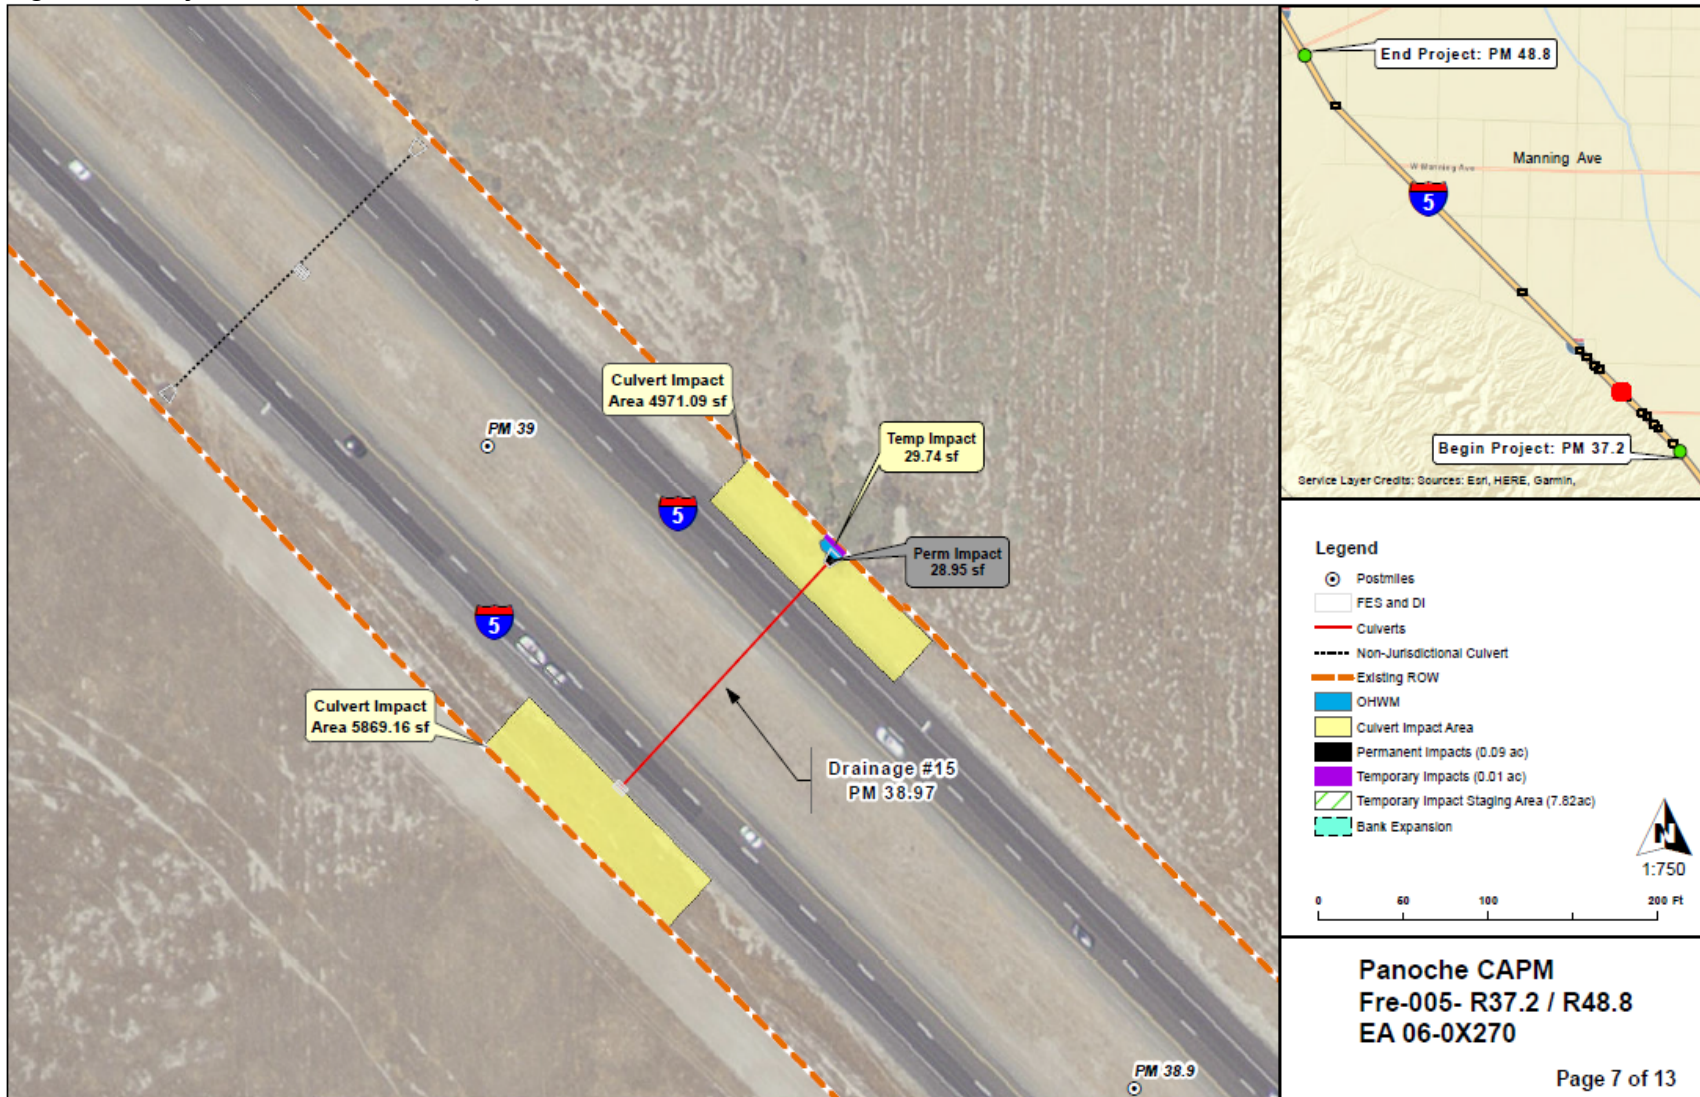 PM 39
Culvert Impact
Area 4971.09 sf
Temp Impact
29.74 sf
Perm Impact
28.95 sf
5
5
Culvert Impact
Area 5869.16 sf
Drainage #15
PM 38.97
PM 38.9
End Project: PM 48.8
W Manning Ave
Manning Ave
5
Begin Project: PM 37.2
Service Layer Credits: Sources: Esri, HERE, Garmin,
Legend
Postmiles
FES and DI
Culverts
Non-Jurisdictional Culvert
Existing ROW
OHWM
Culvert Impact Area
Permanent Impacts (0.09 ac)
Temporary Impacts (0.01 ac)
Temporary Impact Staging Area (7.82ac)
Bank Expansion
N
1:750
0 60 100 200 Ft
Panoche CAPM
Fre-005- R37.2 / R48.8
EA 06-0X270
Page 7 of 13